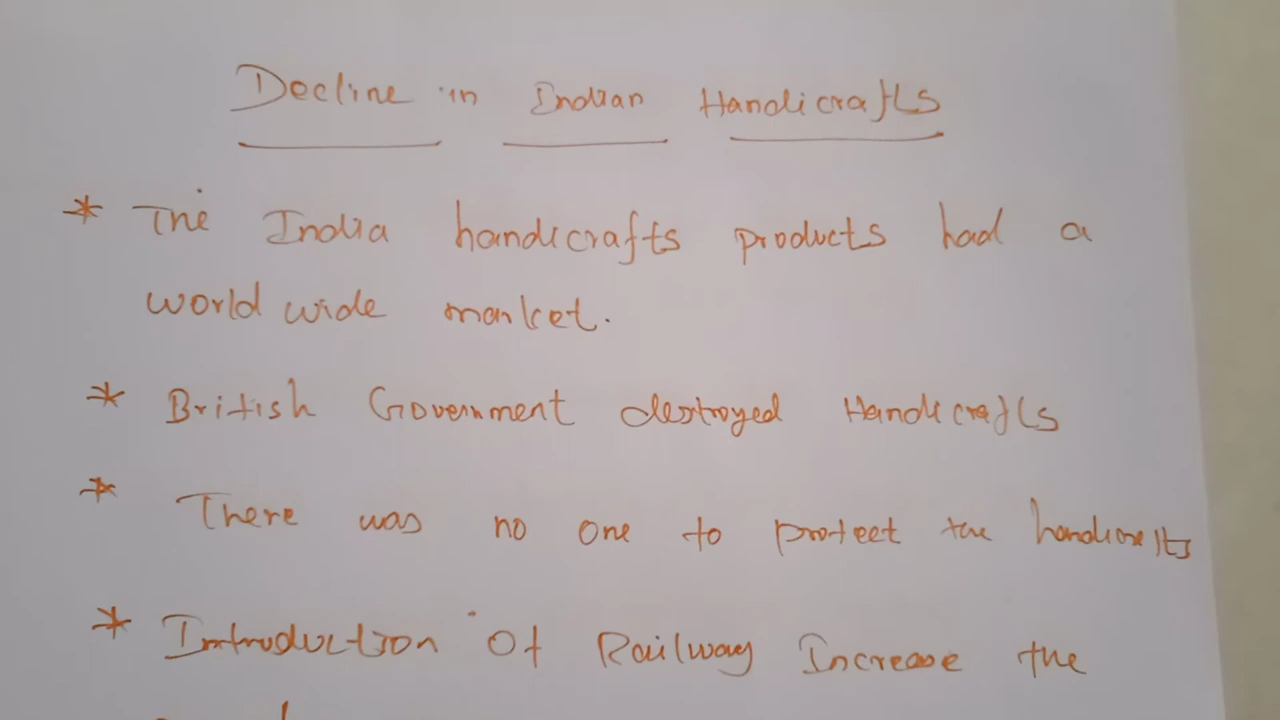 Decline in Indian Handicrafts
* The India handicrafts products had a
world wide market.
* British Government destroyed Handicrafts
* There was no one to protect the handicrafts
* Introduction Of Railway Increase the